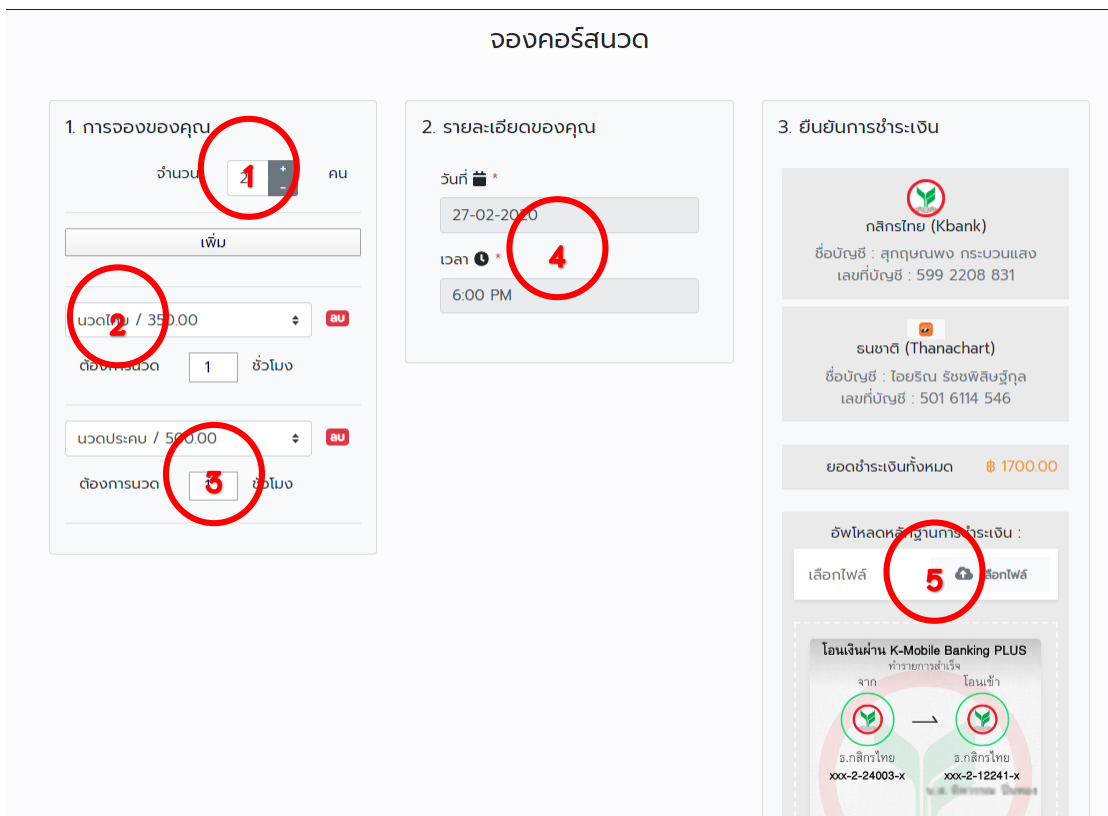 จองคอร์สนวด
1. การจองของคุณ
จำนวน 2 + - คน
1
เพิ่ม
นวดไทย / 350.00 ลบ
2
ต้องการนวด 1 ชั่วโมง
นวดประคบ / 500.00 ลบ
ต้องการนวด 1 ชั่วโมง
3
2. รายละเอียดของคุณ
วันที่ *
27-02-2020
เวลา *
4
6:00 PM
3. ยืนยันการชำระเงิน
กสิกรไทย (Kbank)
ชื่อบัญชี : สุกฤษณพง กระบวนแสง
เลขที่บัญชี : 599 2208 831
ธนชาติ (Thanachart)
ชื่อบัญชี : ไอยริณ รัชชพิสิษฐ์กุล
เลขที่บัญชี : 501 6114 546
ยอดชำระเงินทั้งหมด ฿ 1700.00
อัพโหลดหลักฐานการชำระเงิน :
เลือกไฟล์ เลือกไฟล์
5
โอนเงินผ่าน K-Mobile Banking PLUS
ทำรายการสำเร็จ
จาก โอนเข้า
ธ.กสิกรไทย ธ.กสิกรไทย
xxx-2-24003-x xxx-2-12241-x